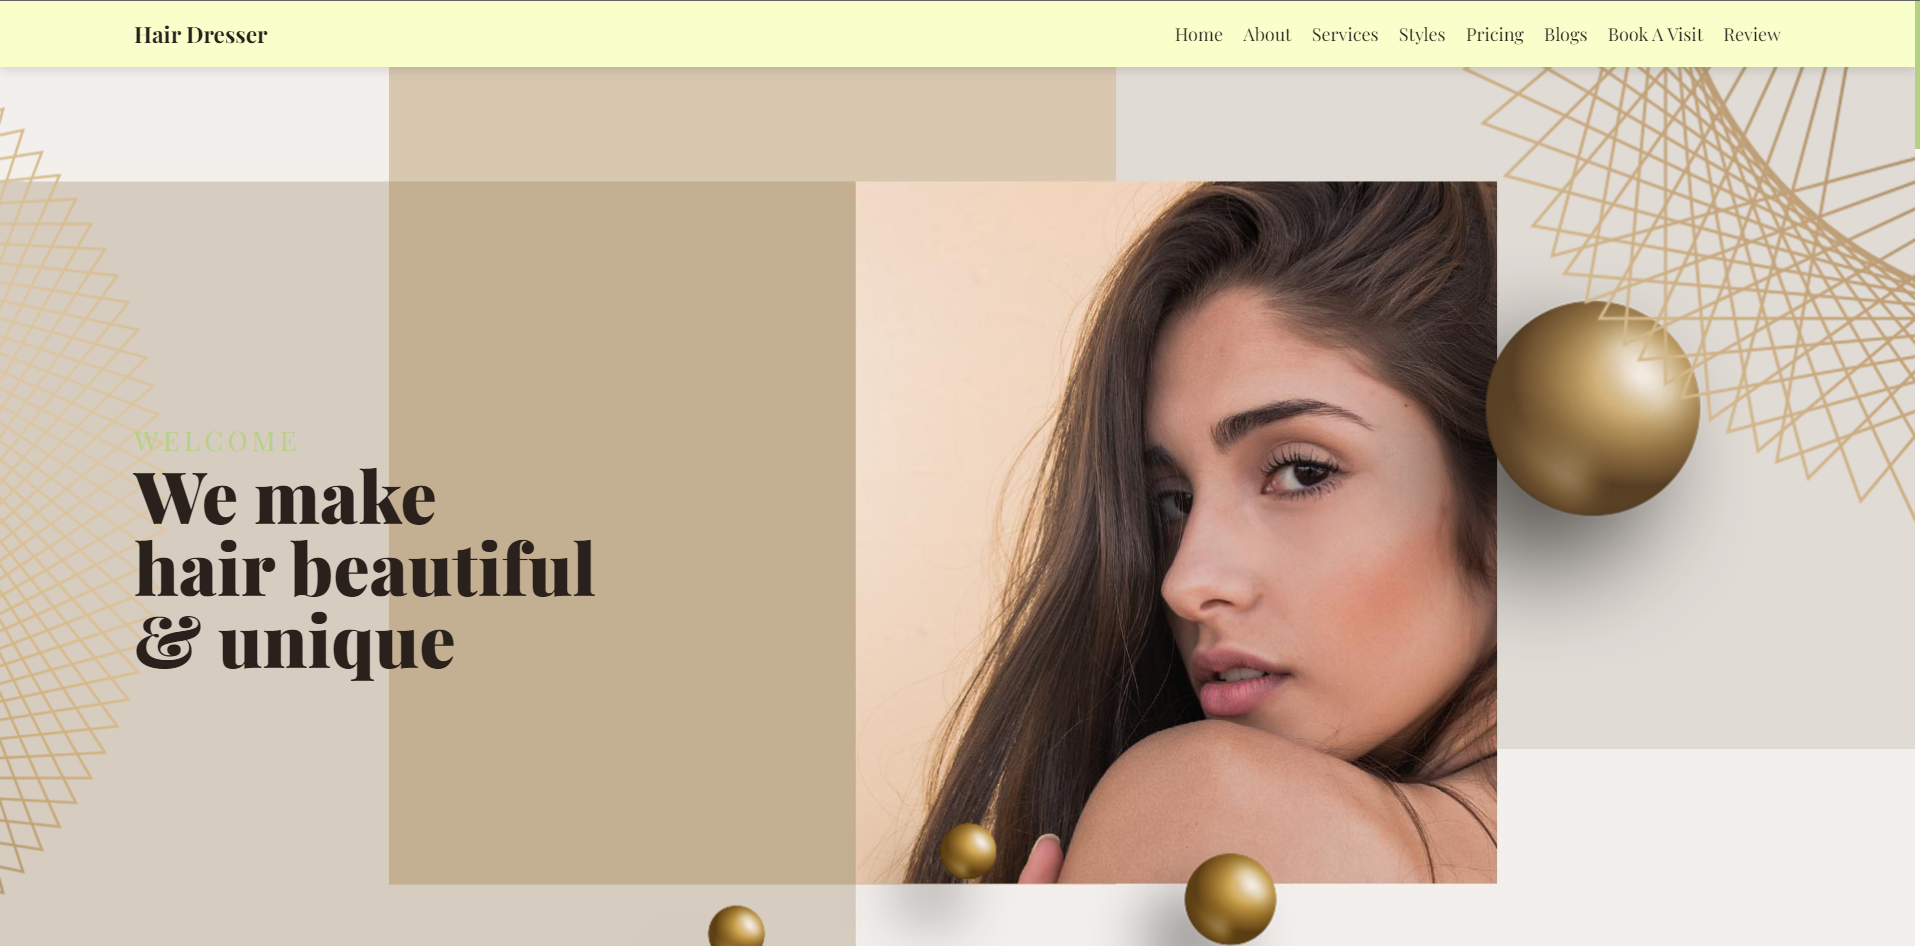 Hair Dresser
Home About Services Styles Pricing Blogs Book A Visit Review
WELCOME
We make
hair beautiful
& unique